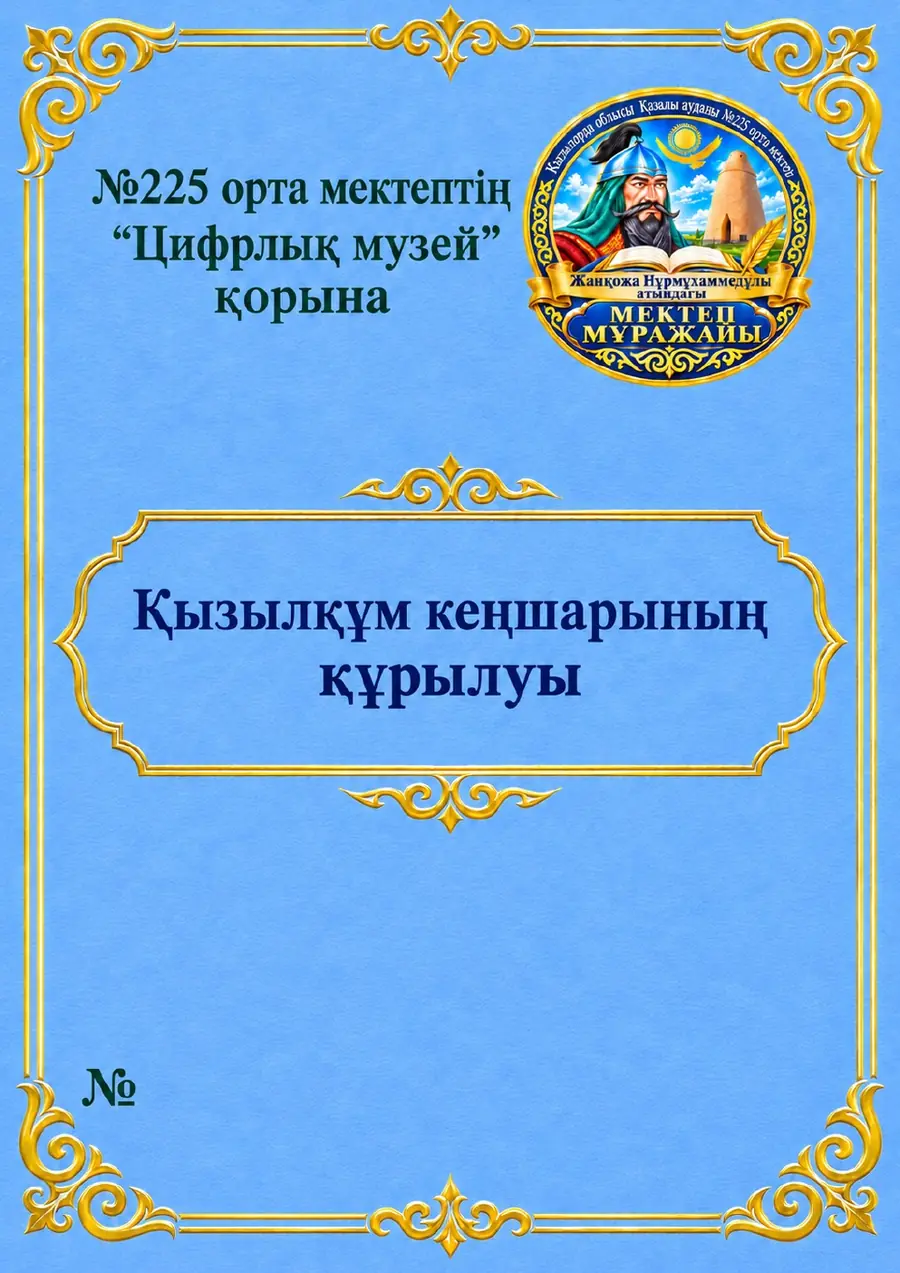 №225 орта мектептің
“Цифрлық музей”
қорына
Қызылорда облысы Қазалы ауданы №225 орта мектеп
Жанқожа Нұрмұхаммедұлы
атындағы
МЕКТЕП
МҰРАЖАЙЫ
Қызылқұм кеңшарының
құрылуы
№